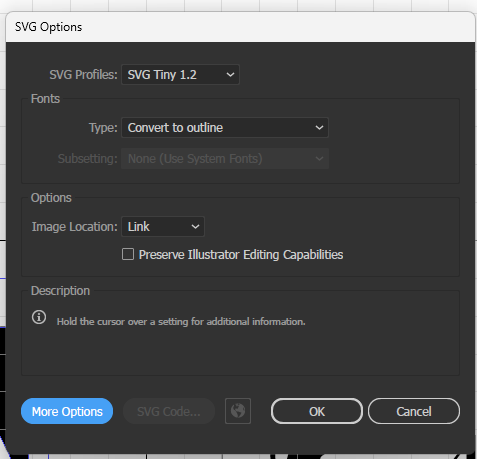 SVG Options
SVG Profiles: SVG Tiny 1.2
Fonts
Type: Convert to outline
Subsetting: None (Use System Fonts)
Options
Image Location: Link
Preserve Illustrator Editing Capabilities
Description
Hold the cursor over a setting for additional information.
More Options SVG Code... OK Cancel